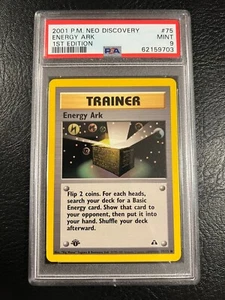 2001 P.M. NEO DISCOVERY #75
ENERGY ARK MINT
1ST EDITION PSA 9
62159703
TRAINER
Energy Ark
Flip 2 coins. For each heads,
search your deck for a Basic
Energy card. Show that card to
your opponent, then put it into
your hand. Shuffle your deck
afterward.